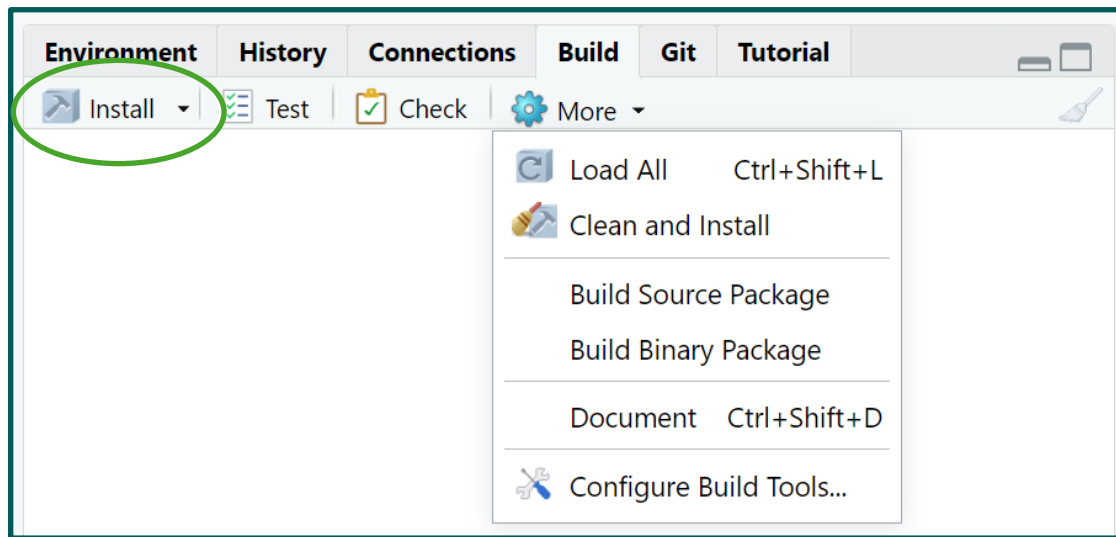 Environment History Connections Build Git Tutorial
Install Test Check More
Load All Ctrl+Shift+L
Clean and Install
Build Source Package
Build Binary Package
Document Ctrl+Shift+D
Configure Build Tools...